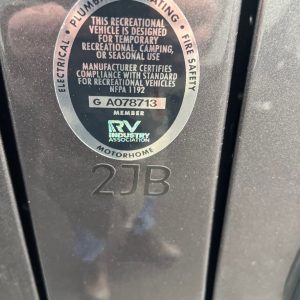 ELECTRICAL • PLUMBING • HEATING • FIRE SAFETY
THIS RECREATIONAL
VEHICLE IS DESIGNED
FOR TEMPORARY
RECREATIONAL, CAMPING,
OR SEASONAL USE
MANUFACTURER CERTIFIES
COMPLIANCE WITH STANDARD
FOR RECREATIONAL VEHICLES
NFPA 1192
G A078713
MEMBER
RV
INDUSTRY
ASSOCIATION
MOTORHOME
2JB